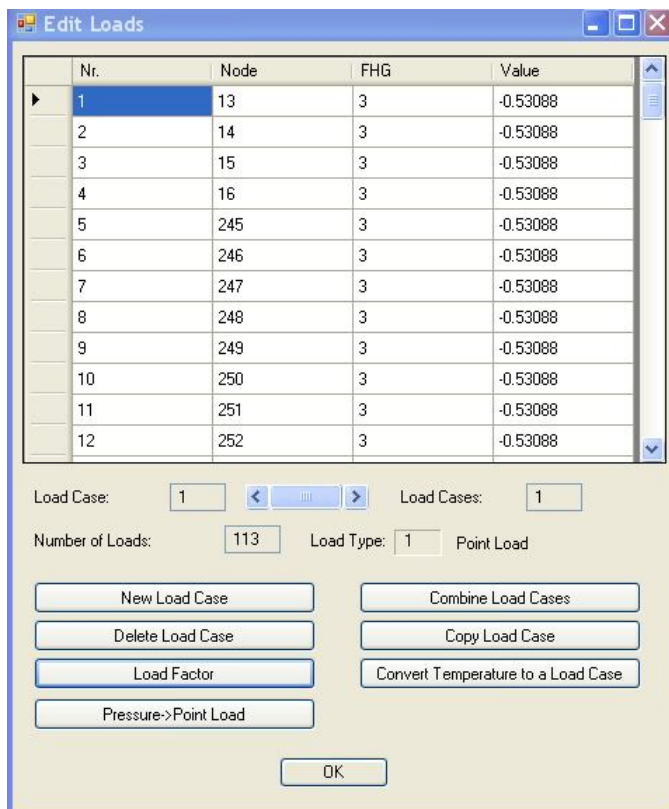 Edit Loads
Nr. Node FHG Value
1 13 3 -0.53088
2 14 3 -0.53088
3 15 3 -0.53088
4 16 3 -0.53088
5 245 3 -0.53088
6 246 3 -0.53088
7 247 3 -0.53088
8 248 3 -0.53088
9 249 3 -0.53088
10 250 3 -0.53088
11 251 3 -0.53088
12 252 3 -0.53088
Load Case: 1 Load Cases: 1
Number of Loads: 113 Load Type: 1 Point Load
New Load Case Combine Load Cases
Delete Load Case Copy Load Case
Load Factor Convert Temperature to a Load Case
Pressure->Point Load
OK